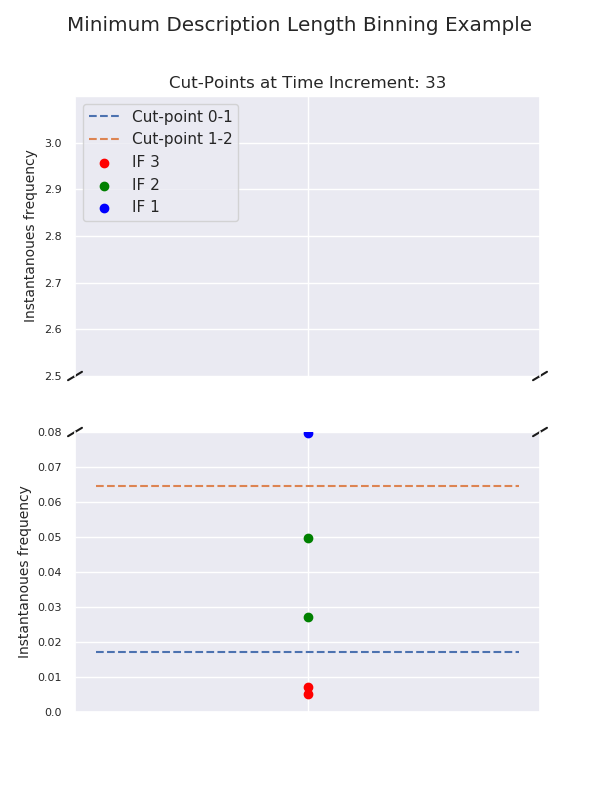 Minimum Description Length Binning Example
Cut-Points at Time Increment: 33
Cut-point 0-1
Cut-point 1-2
IF 3
IF 2
IF 1
Instantanoues frequency
3.0
2.9
2.8
2.7
2.6
2.5
Instantanoues frequency
0.08
0.07
0.06
0.05
0.04
0.03
0.02
0.01
0.0